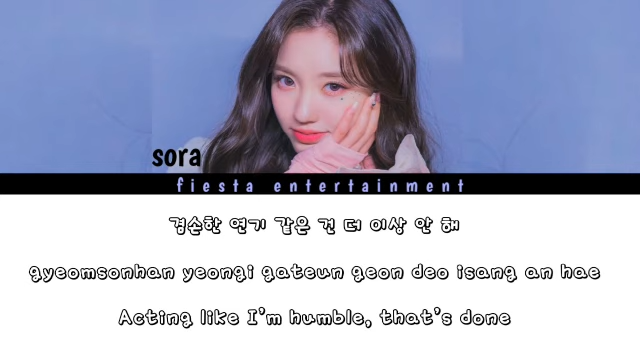 sora
fiesta entertainment
겸손한 연기 같은 건 더 이상 안 해
gyeomsonhan yeongi gateun geon deo isang an hae
Acting like I'm humble, that's done